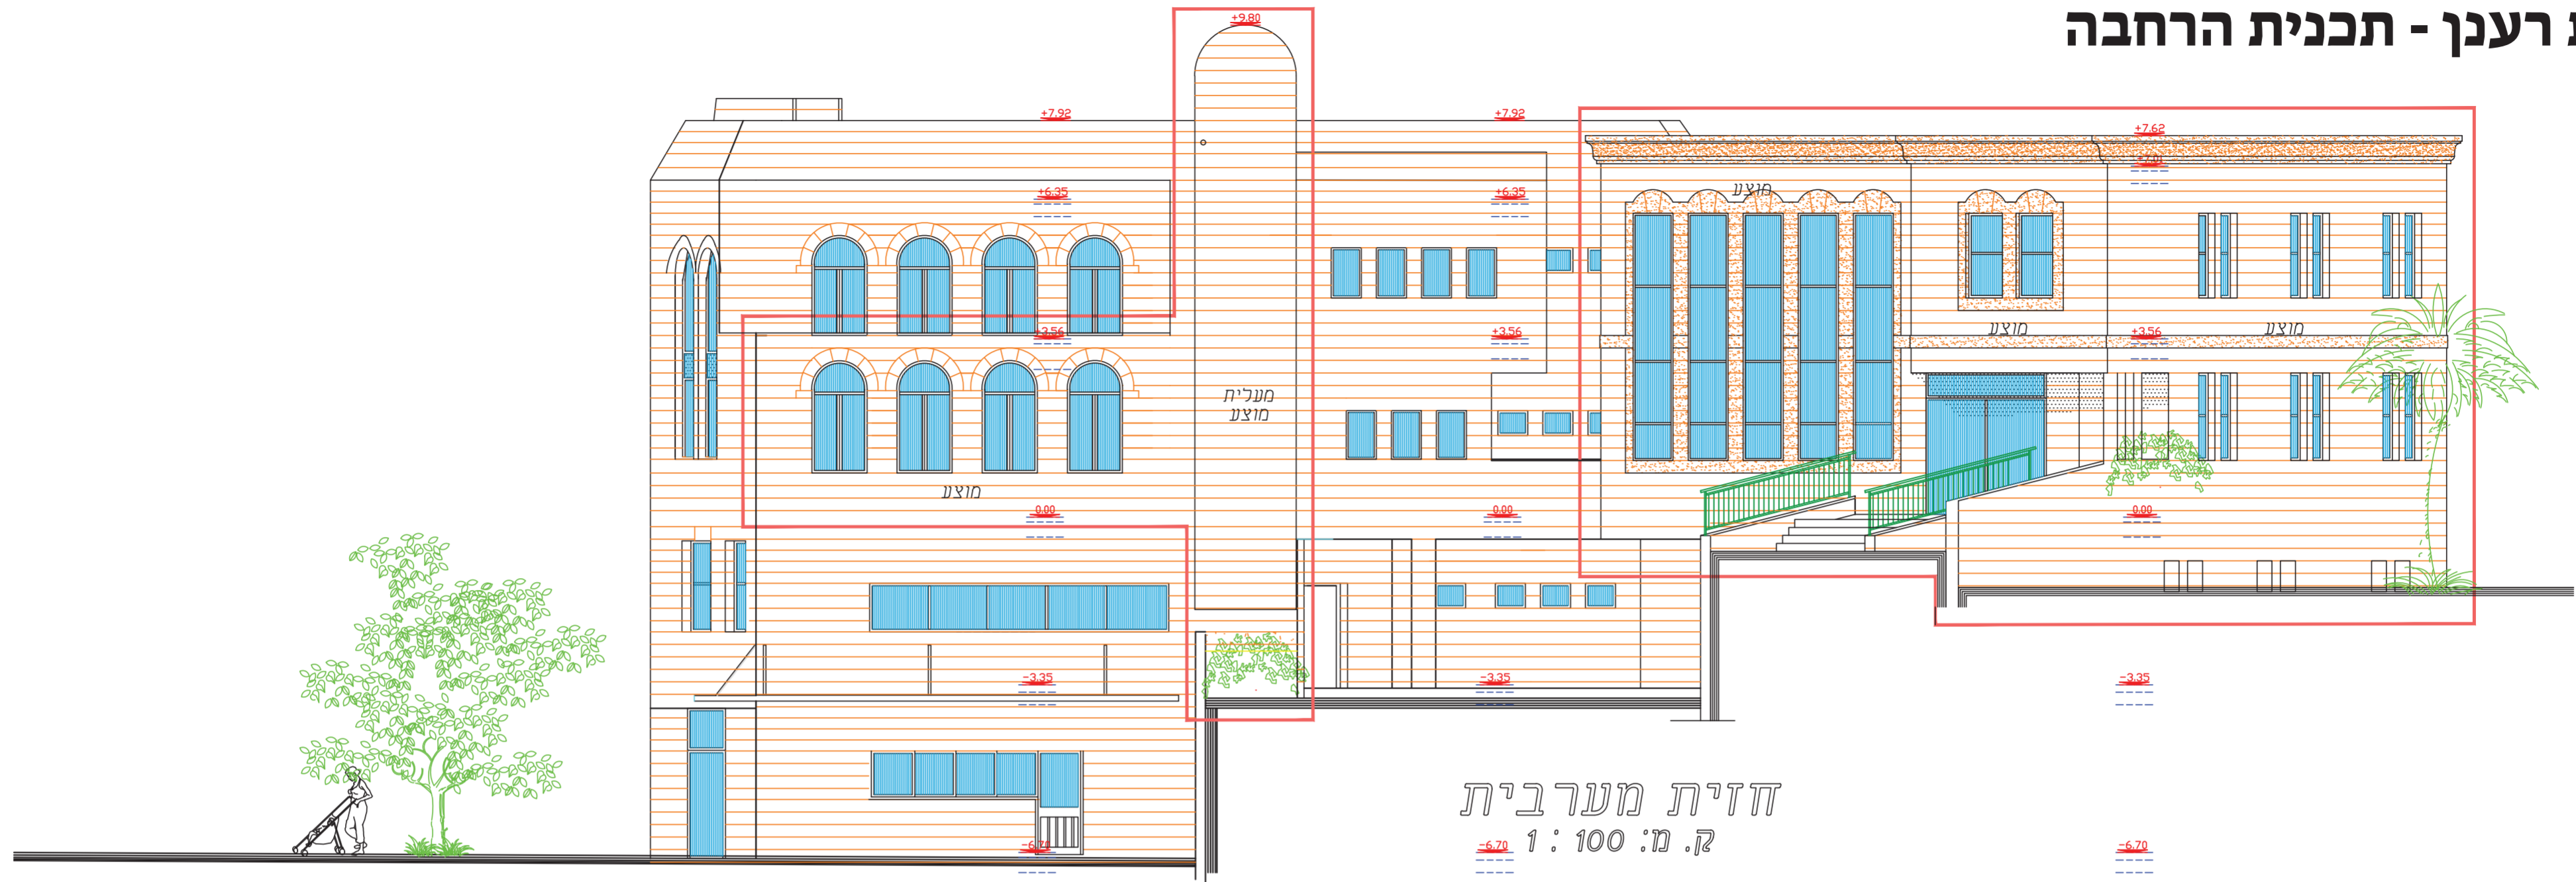 רענן - תכנית הרחבה
+9.80
+7.92
+7.92
+7.62
+7.01
+6.35
+6.35
מוצע
+3.56
+3.56
מוצע
+3.56
מוצע
מעלית
מוצע
מוצע
0.00
0.00
0.00
-3.35
-3.35
-3.35
חזית מערבית
ק. מ: 100 : 1
-6.70
-6.70
-6.70